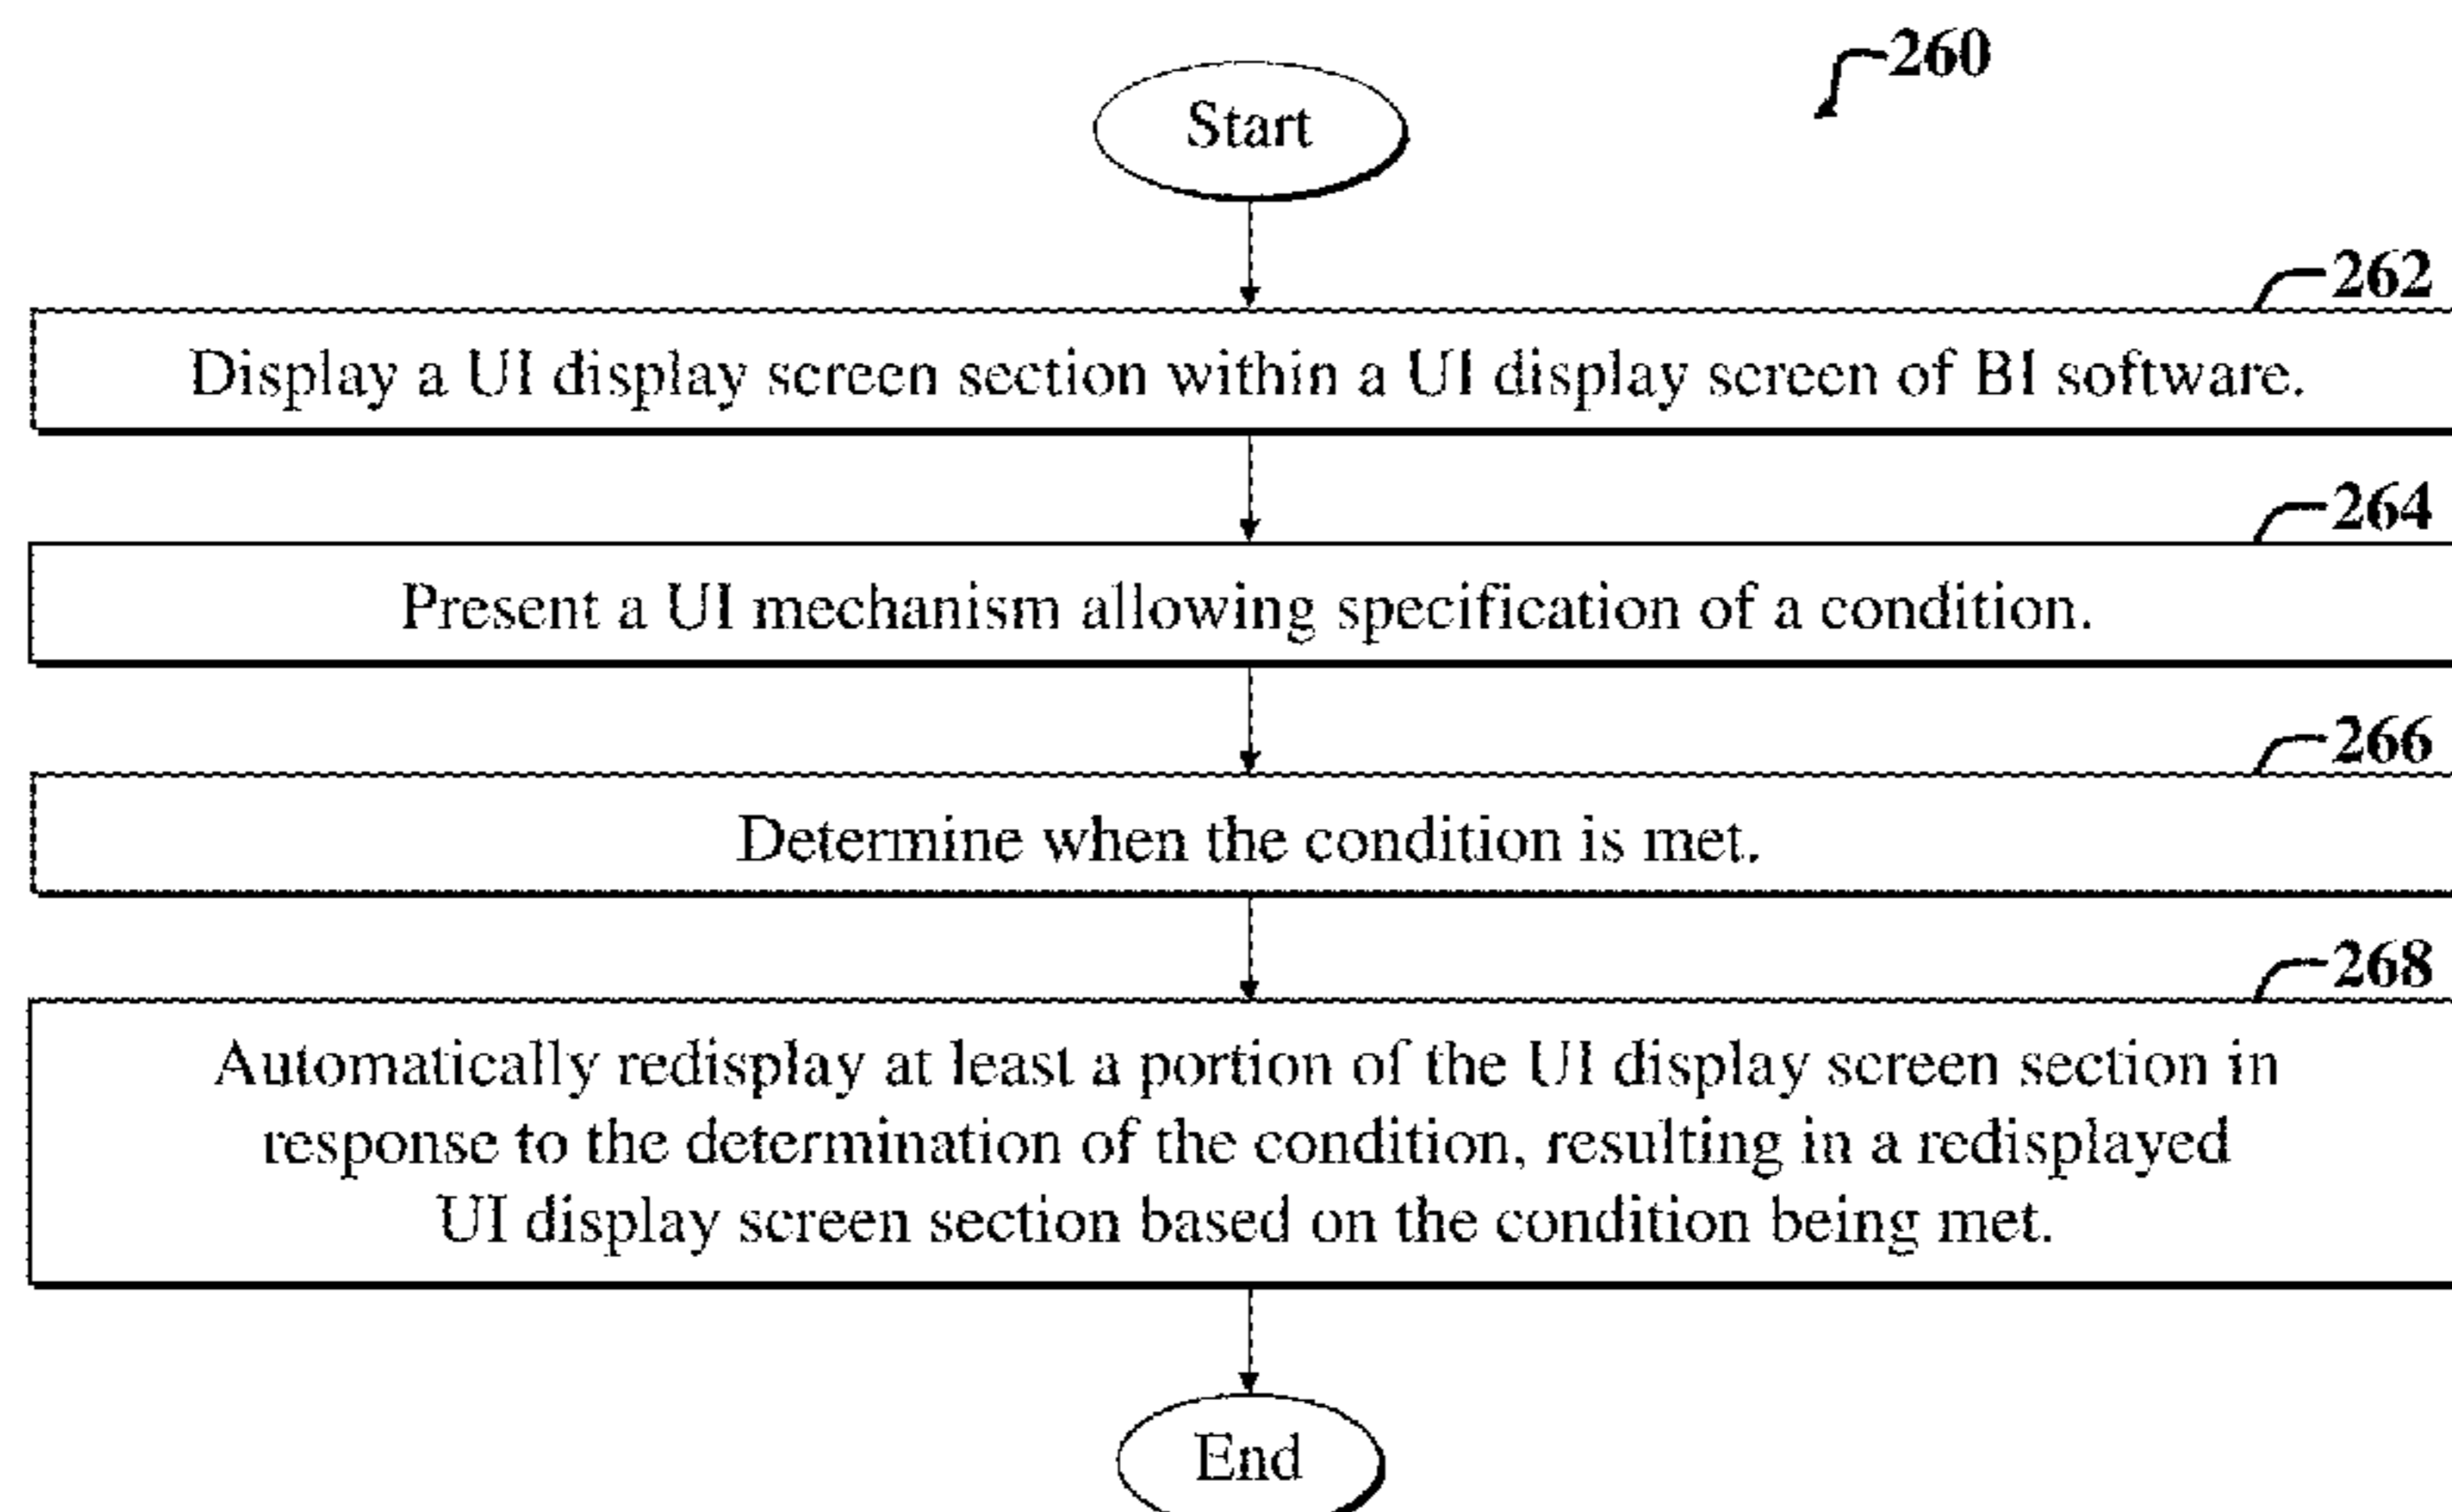 260
Start
262
Display a UI display screen section within a UI display screen of BI software.
264
Present a UI mechanism allowing specification of a condition.
266
Determine when the condition is met.
268
Automatically redisplay at least a portion of the UI display screen section in
response to the determination of the condition, resulting in a redisplayed
UI display screen section based on the condition being met.
End